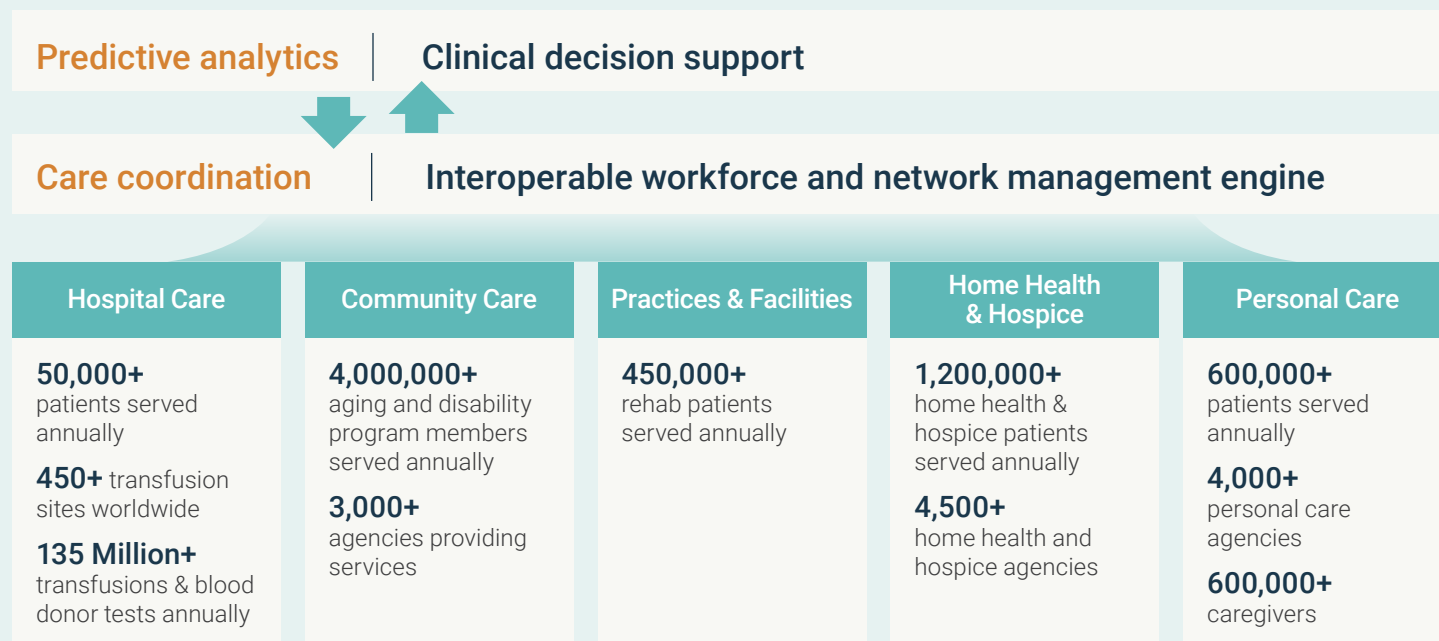 Predictive analytics
Clinical decision support
Care coordination
Interoperable workforce and network management engine
Hospital Care
50,000+
patients served
annually
450+ transfusion
sites worldwide
135 Million+
transfusions & blood
donor tests annually
Community Care
4,000,000+
aging and disability
program members
served annually
3,000+
agencies providing
services
Practices & Facilities
450,000+
rehab patients
served annually
Home Health
& Hospice
1,200,000+
home health &
hospice patients
served annually
4,500+
home health and
hospice agencies
Personal Care
600,000+
patients served
annually
4,000+
personal care
agencies
600,000+
caregivers